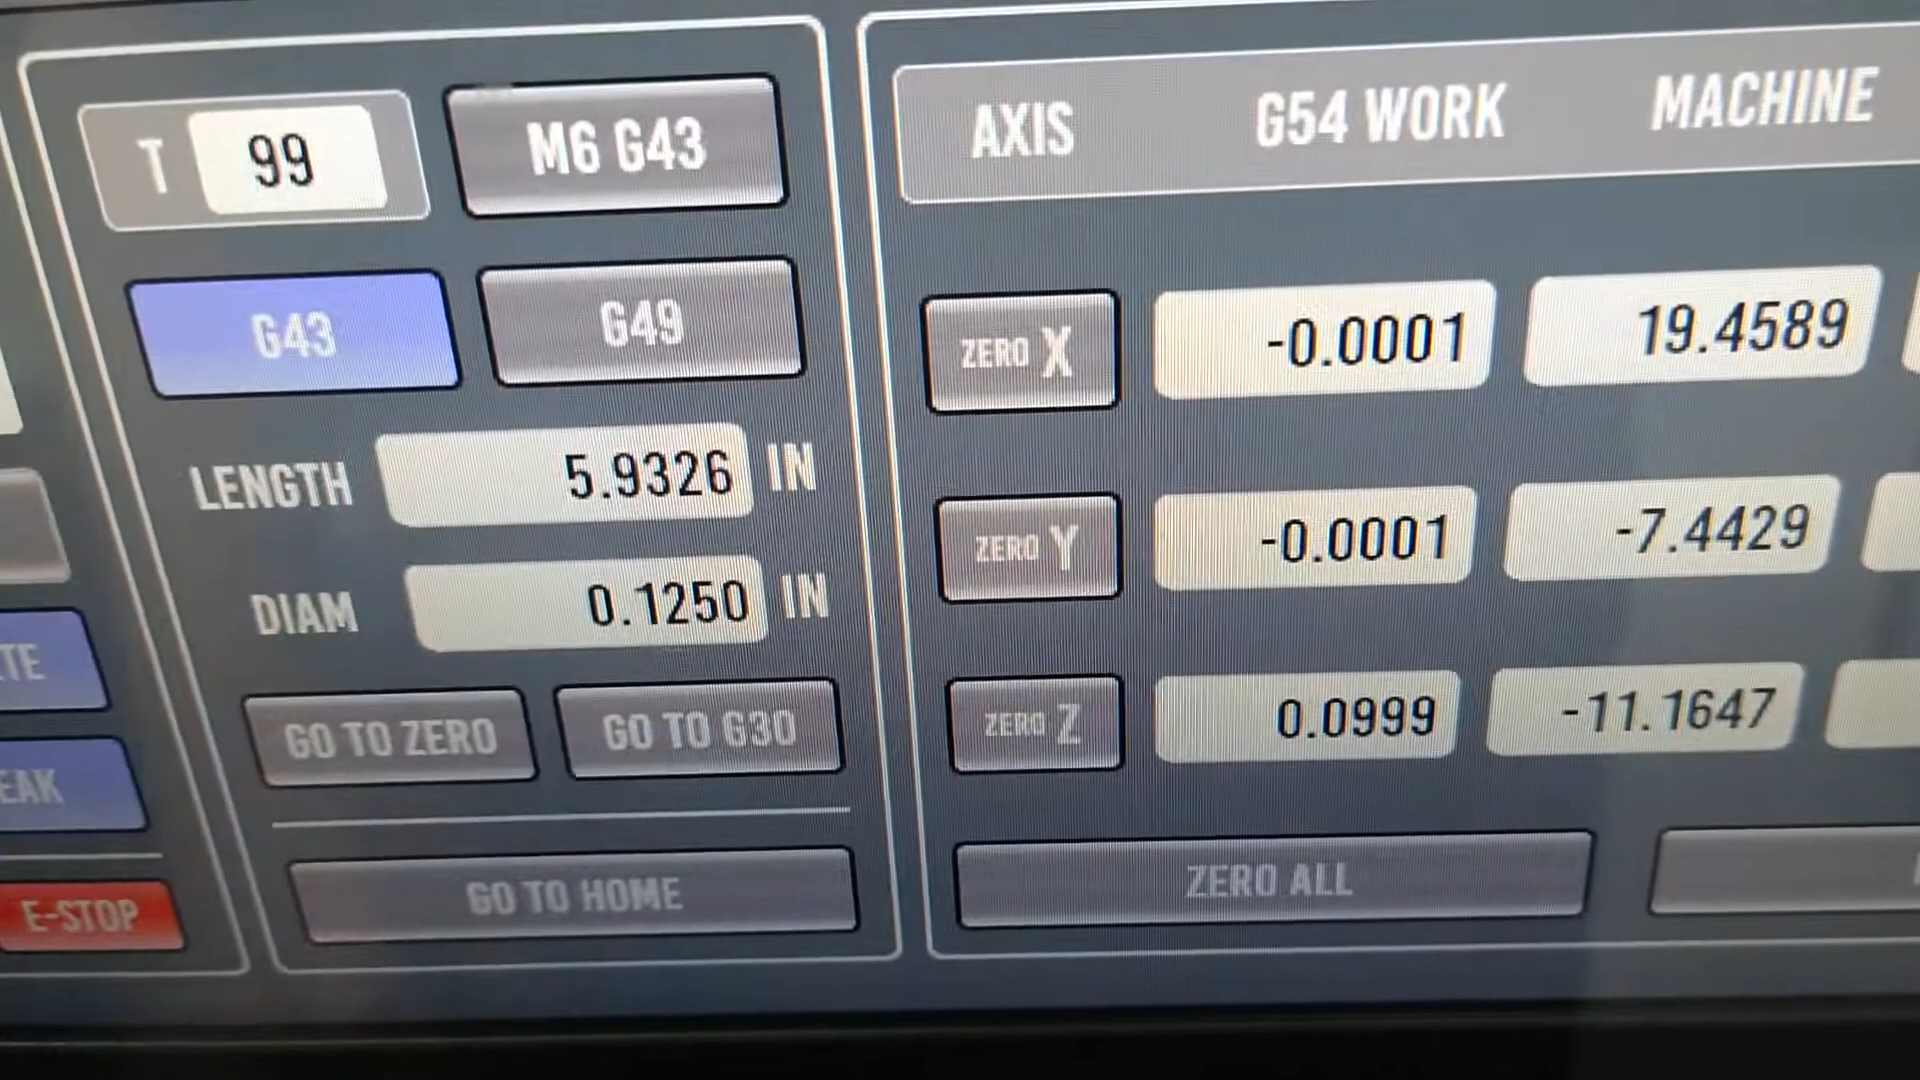 T 99 M6 G43
G43 G49
LENGTH 5.9326 IN
DIAM 0.1250 IN
GO TO ZERO GO TO G30
GO TO HOME
TE
EAK
E-STOP
AXIS G54 WORK MACHINE
ZERO X -0.0001 19.4589
ZERO Y -0.0001 -7.4429
ZERO Z 0.0999 -11.1647
ZERO ALL